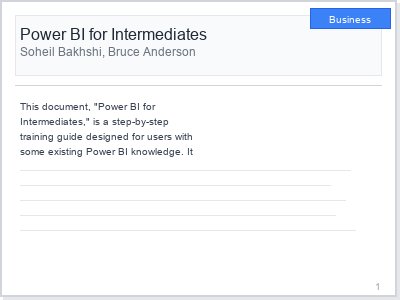 Business
Power BI for Intermediates
Soheil Bakhshi, Bruce Anderson
This document, "Power BI for
Intermediates," is a step-by-step
training guide designed for users with
some existing Power BI knowledge. It
1